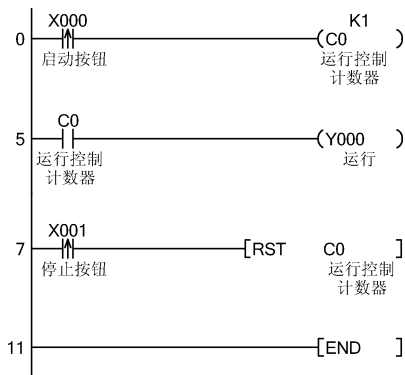 X000 K1
0 (C0 )
启动按钮 运行控制
计数器
C0
5 (Y000 )
运行控制 运行
计数器
X001
7 [RST C0 ]
停止按钮 运行控制
计数器
11 [END ]